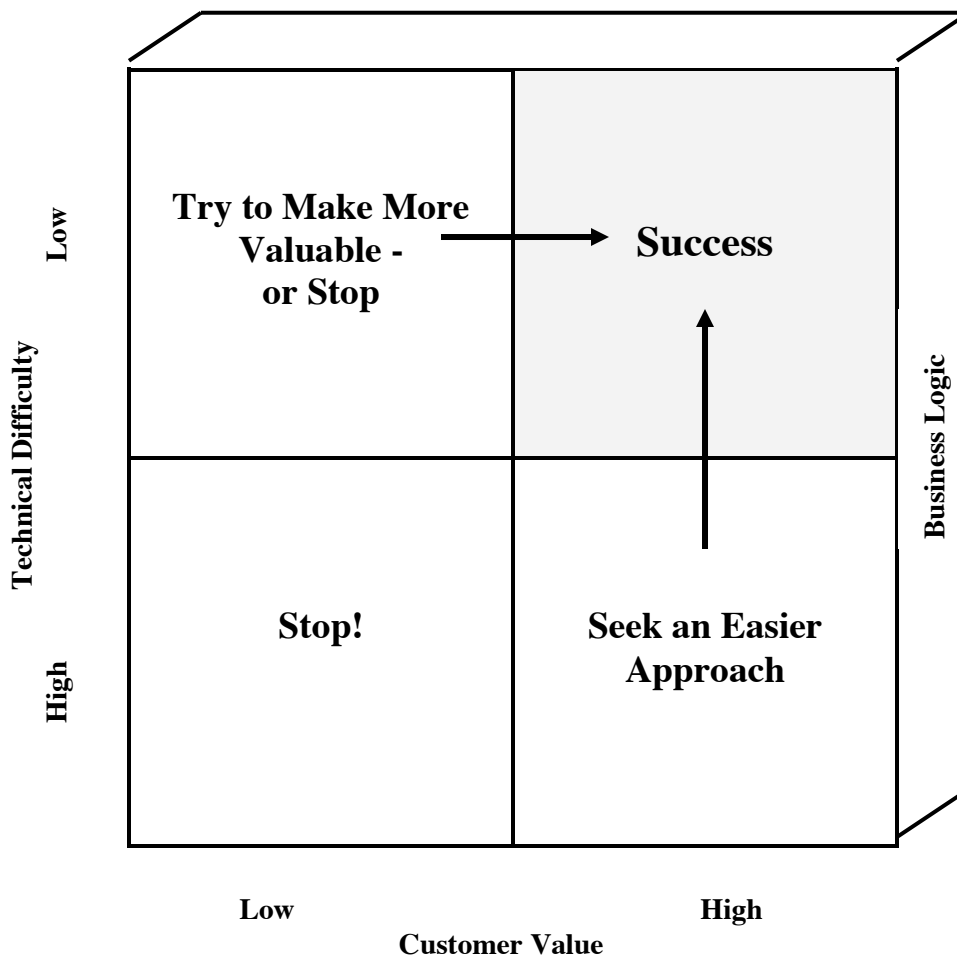 Try to Make More
Valuable -
or Stop
Success
Low
Technical Difficulty
Business Logic
Stop!
Seek an Easier
Approach
High
Low
High
Customer Value